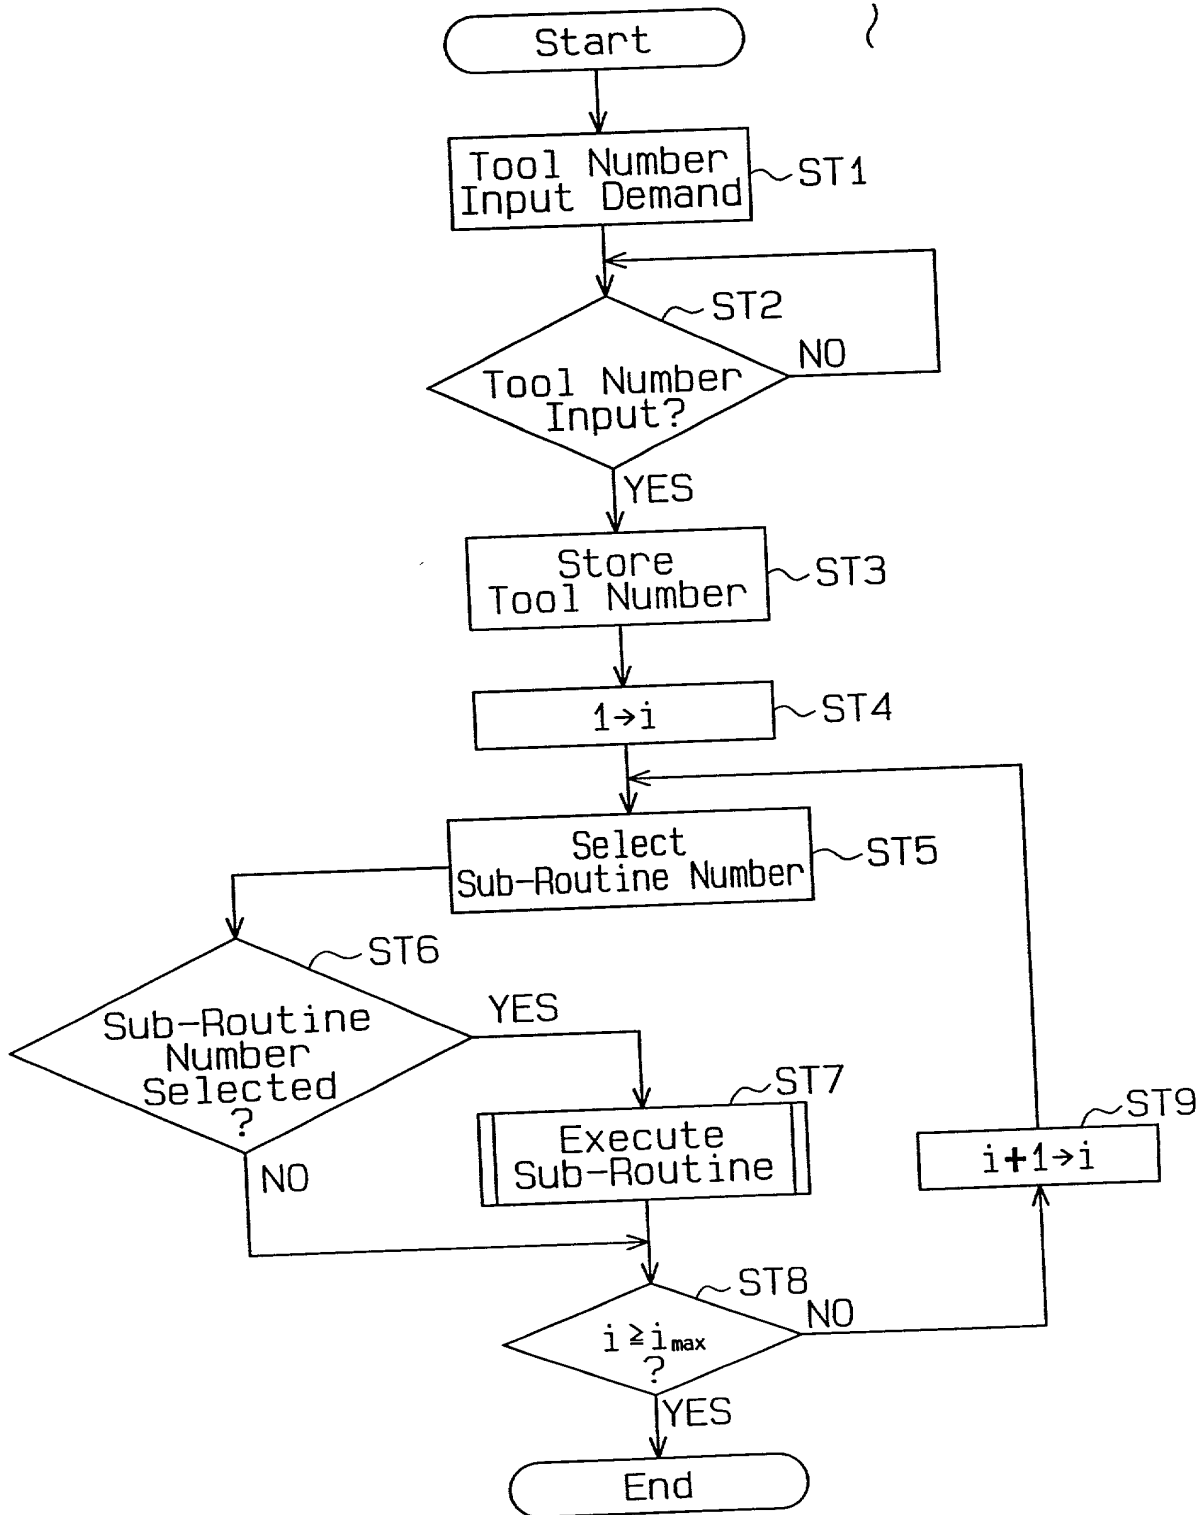 Start
Tool Number
Input Demand
ST1
ST2
NO
Tool Number
Input?
YES
Store
Tool Number
ST3
1→i
ST4
Select
Sub-Routine Number
ST5
ST6
Sub-Routine
Number
Selected
?
YES
NO
ST7
Execute
Sub-Routine
ST9
i+1→i
ST8
i≧imax
?
NO
YES
End